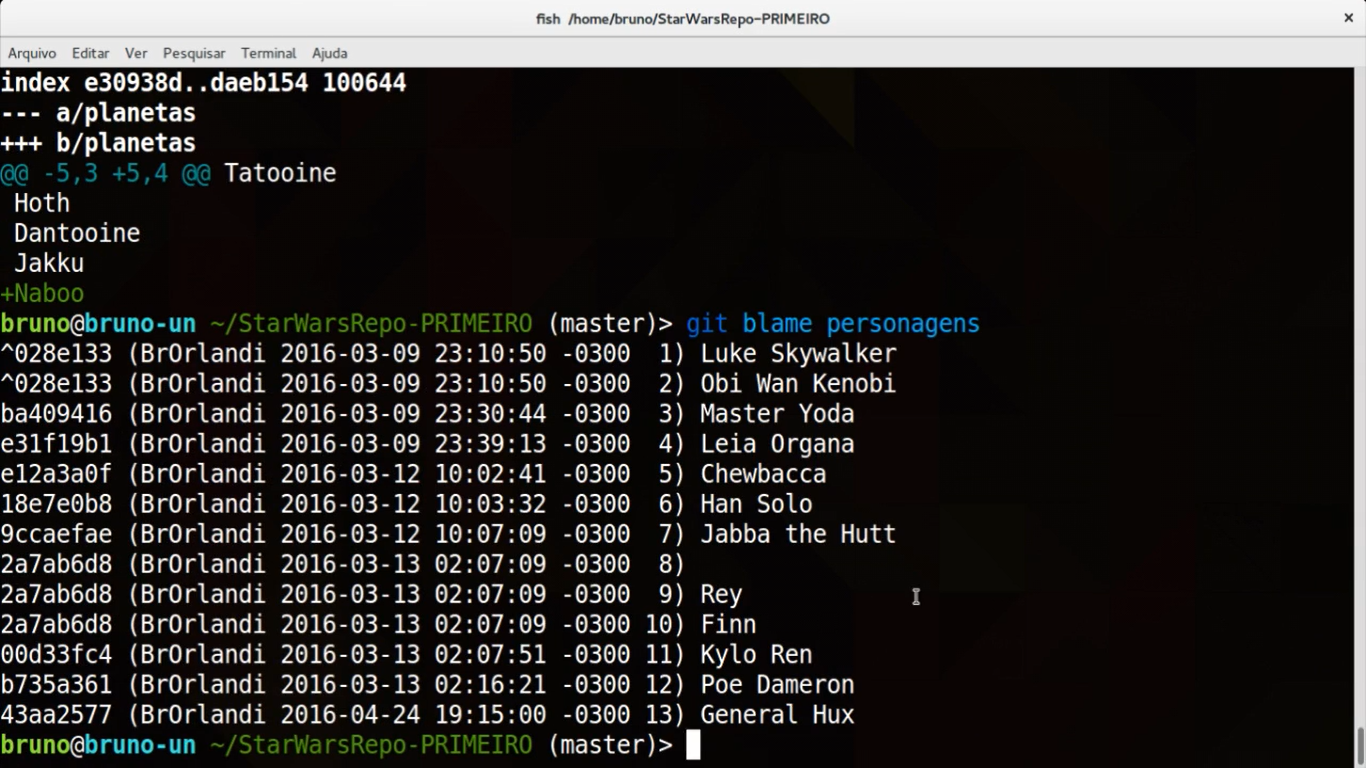 fish /home/bruno/StarWarsRepo-PRIMEIRO
×
Arquivo Editar Ver Pesquisar Terminal Ajuda
index e30938d..daeb154 100644
--- a/planetas
+++ b/planetas
@@ -5,3 +5,4 @@ Tatooine
 Hoth
 Dantooine
 Jakku
+Naboo
bruno@bruno-un ~/StarWarsRepo-PRIMEIRO (master)> git blame personagens
^028e133 (BrOrlandi 2016-03-09 23:10:50 -0300  1) Luke Skywalker
^028e133 (BrOrlandi 2016-03-09 23:10:50 -0300  2) Obi Wan Kenobi
ba409416 (BrOrlandi 2016-03-09 23:30:44 -0300  3) Master Yoda
e31f19b1 (BrOrlandi 2016-03-09 23:39:13 -0300  4) Leia Organa
e12a3a0f (BrOrlandi 2016-03-12 10:02:41 -0300  5) Chewbacca
18e7e0b8 (BrOrlandi 2016-03-12 10:03:32 -0300  6) Han Solo
9ccaefae (BrOrlandi 2016-03-12 10:07:09 -0300  7) Jabba the Hutt
2a7ab6d8 (BrOrlandi 2016-03-13 02:07:09 -0300  8)
2a7ab6d8 (BrOrlandi 2016-03-13 02:07:09 -0300  9) Rey
2a7ab6d8 (BrOrlandi 2016-03-13 02:07:09 -0300 10) Finn
00d33fc4 (BrOrlandi 2016-03-13 02:07:51 -0300 11) Kylo Ren
b735a361 (BrOrlandi 2016-03-13 02:16:21 -0300 12) Poe Dameron
43aa2577 (BrOrlandi 2016-04-24 19:15:00 -0300 13) General Hux
bruno@bruno-un ~/StarWarsRepo-PRIMEIRO (master)>